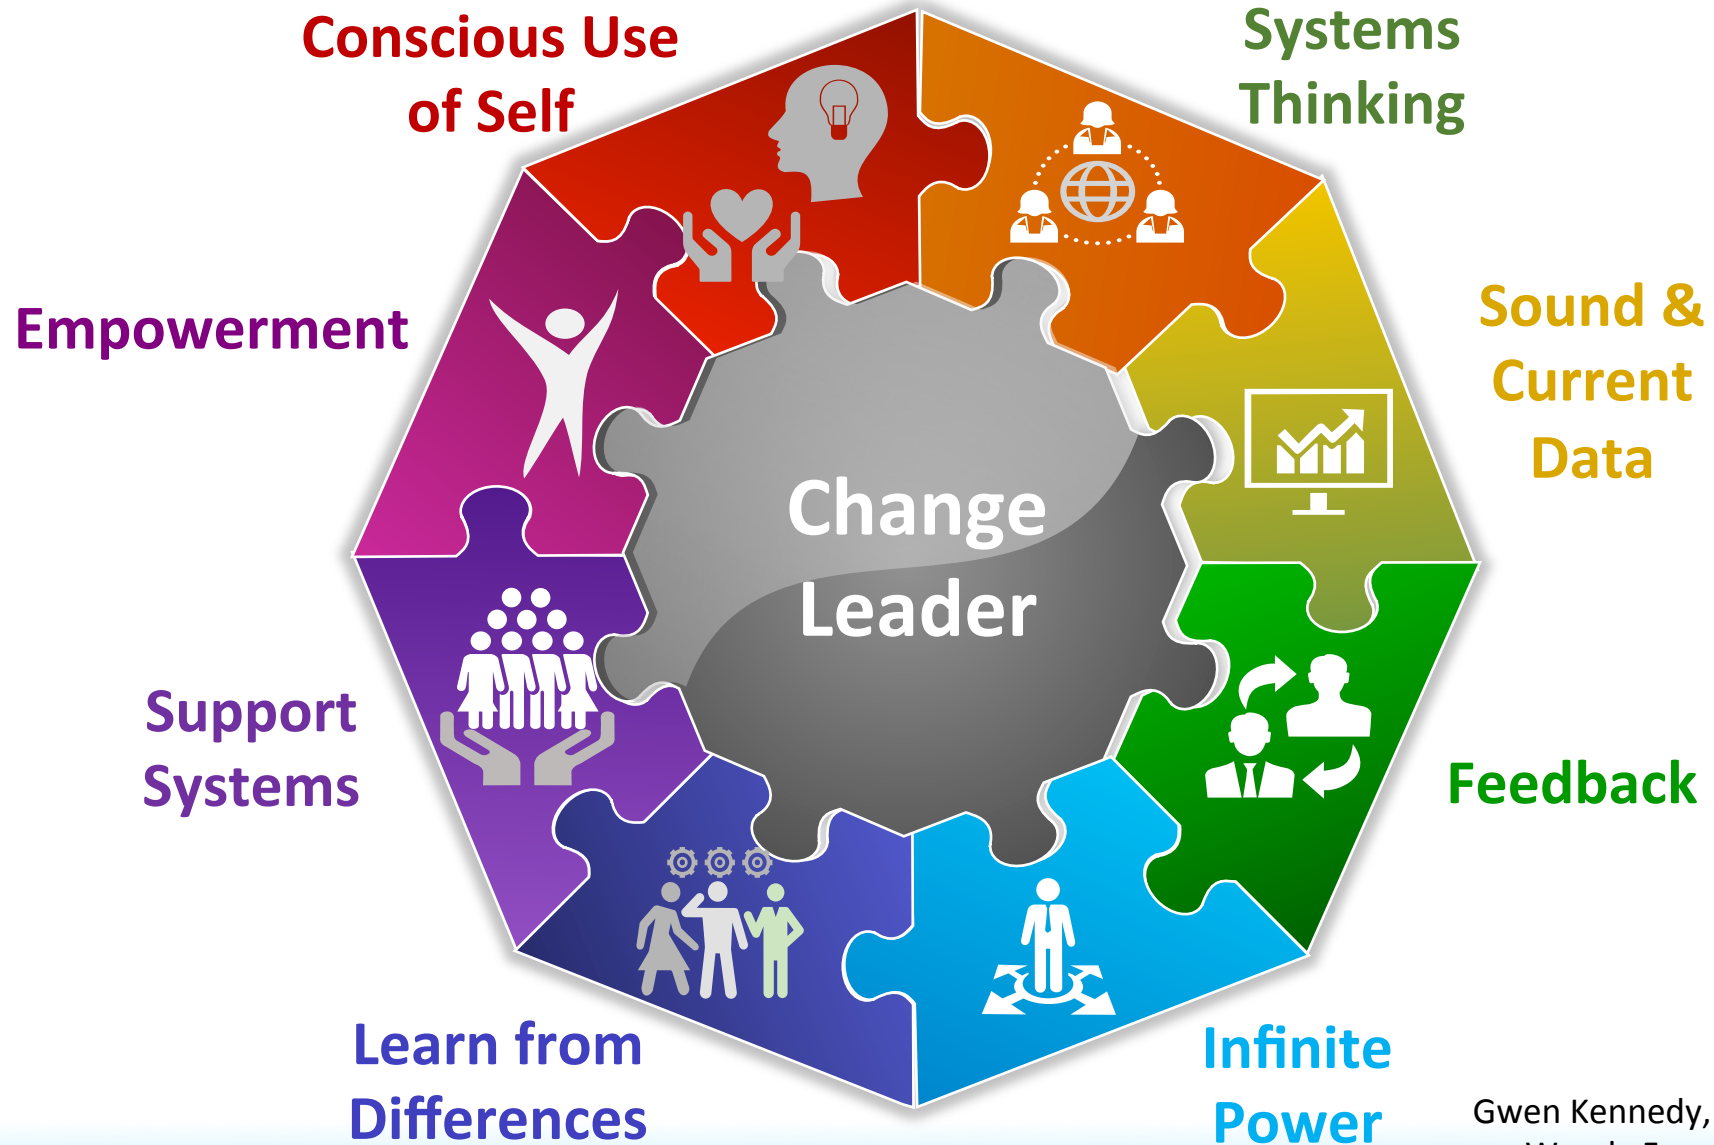 Conscious Use
of Self
Systems
Thinking
Empowerment
Sound &
Current
Data
Change
Leader
Support
Systems
Feedback
Learn from
Differences
Infinite
Power
Gwen Kennedy,